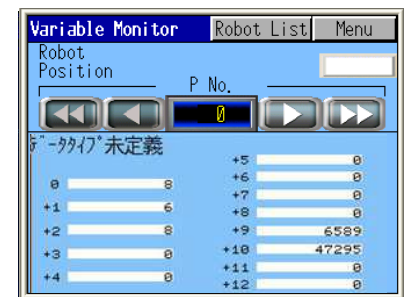 Variable Monitor Robot List Menu
Robot
Position
P No.
0
ﾃﾞｰﾀﾀｲﾌﾟ未定義
0 8
+1 6
+2 8
+3 0
+4 0
+5 0
+6 0
+7 0
+8 0
+9 6589
+10 47295
+11 0
+12 0